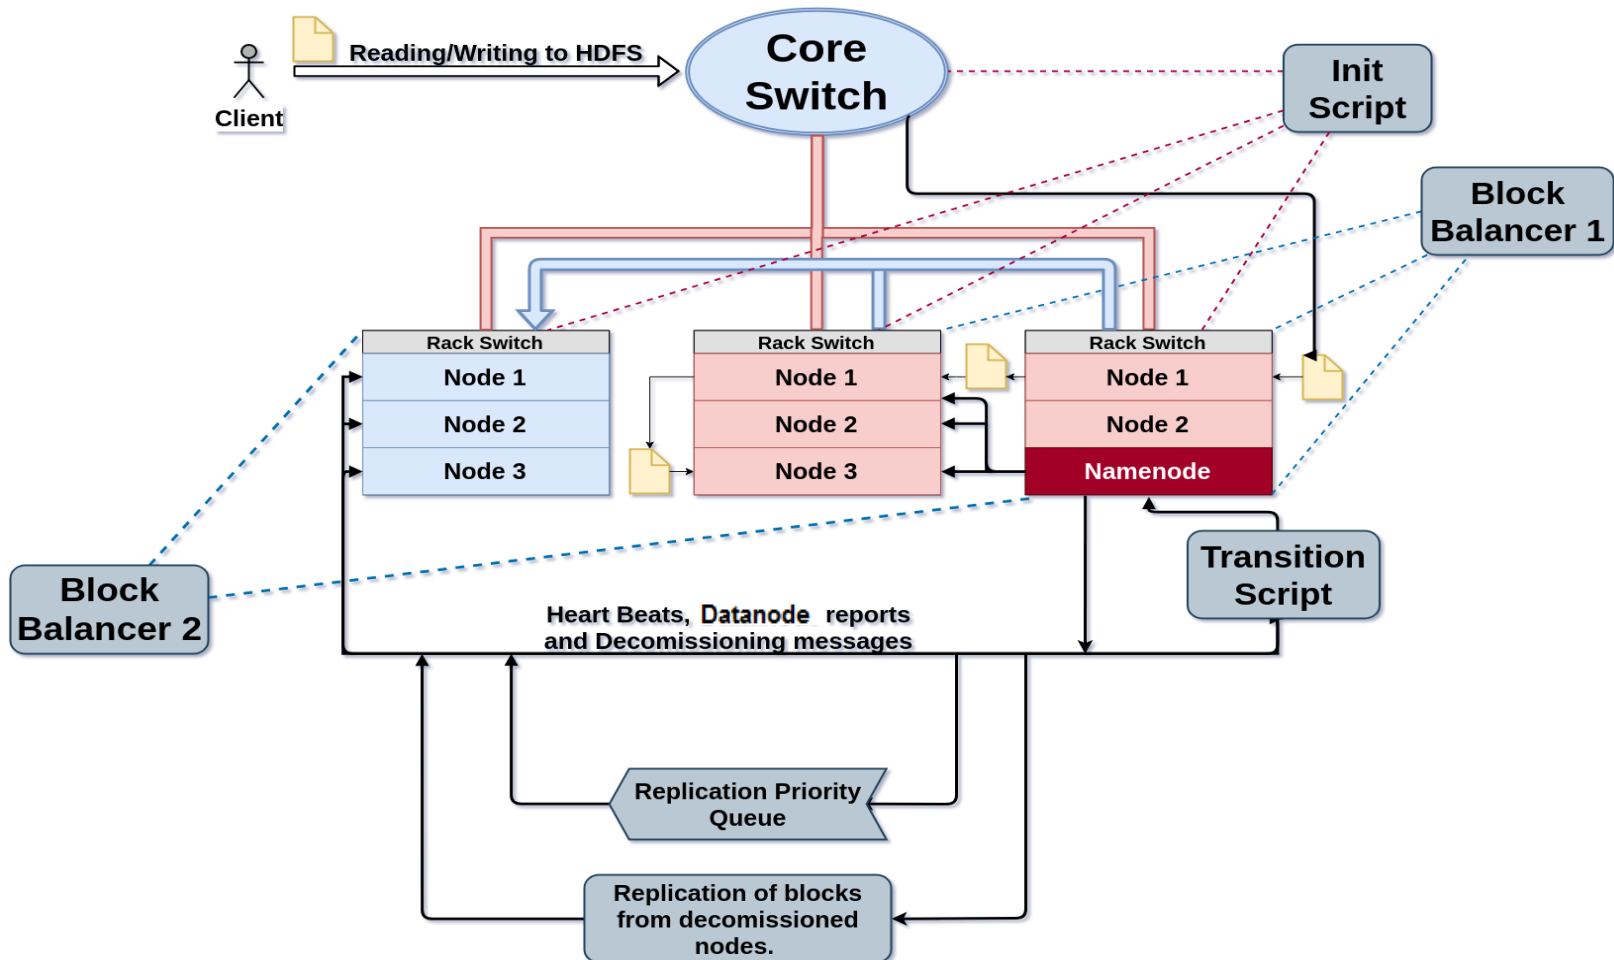 Reading/Writing to HDFS
Client
Core
Switch
Init
Script
Block
Balancer 1
Rack Switch
Node 1
Node 2
Node 3
Rack Switch
Node 1
Node 2
Node 3
Rack Switch
Node 1
Node 2
Namenode
Block
Balancer 2
Transition
Script
Heart Beats, Datanode reports
and Decomissioning messages
Replication Priority
Queue
Replication of blocks
from decomissioned
nodes.